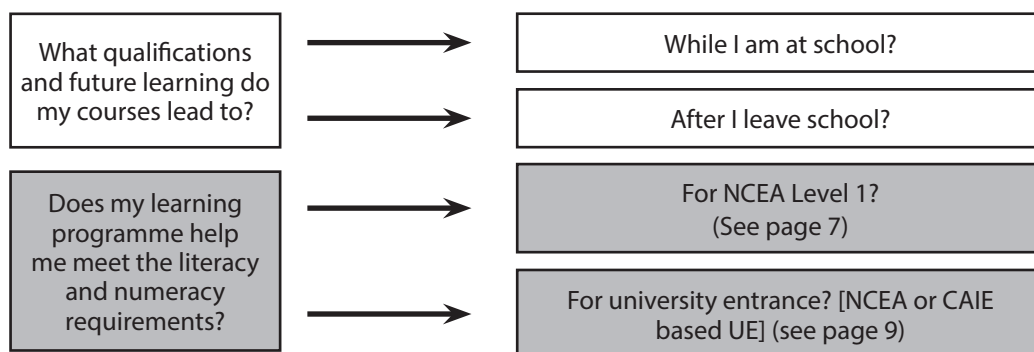 What qualifications
and future learning do
my courses lead to?
While I am at school?
After I leave school?
Does my learning
programme help
me meet the literacy
and numeracy
requirements?
For NCEA Level 1?
(See page 7)
For university entrance? [NCEA or CAIE
based UE] (see page 9)